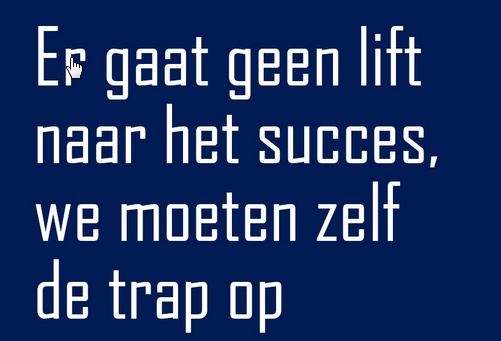 Er gaat geen lift
naar het succes,
we moeten zelf
de trap op